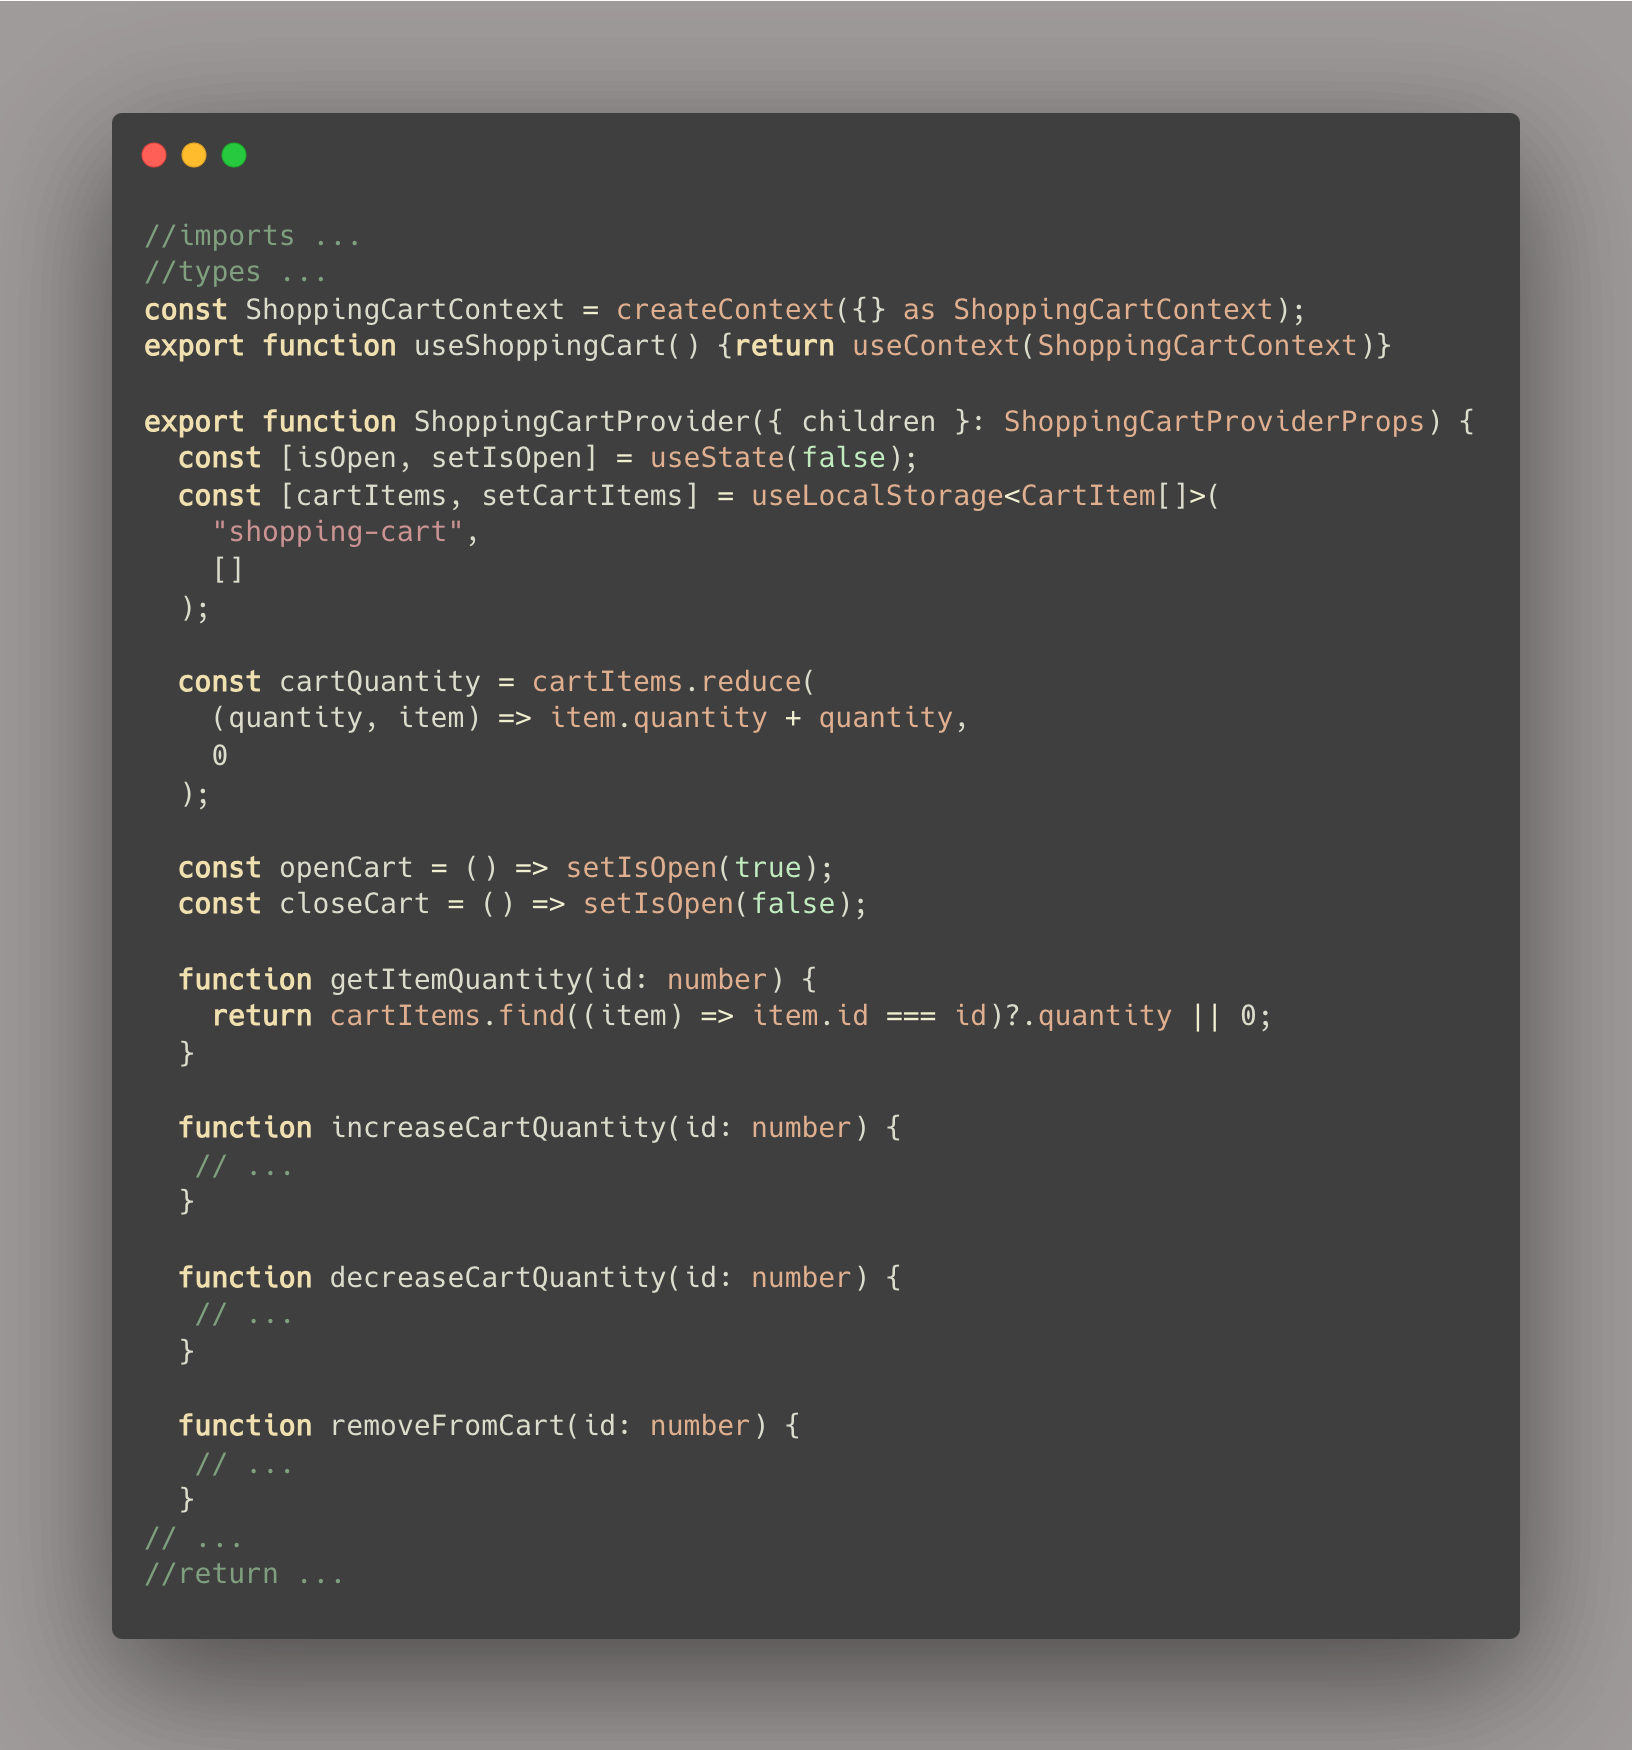 //imports ...
//types ...
const ShoppingCartContext = createContext({} as ShoppingCartContext);
export function useShoppingCart() {return useContext(ShoppingCartContext)}

export function ShoppingCartProvider({ children }: ShoppingCartProviderProps) {
  const [isOpen, setIsOpen] = useState(false);
  const [cartItems, setCartItems] = useLocalStorage<CartItem[]>(
    "shopping-cart",
    []
  );

  const cartQuantity = cartItems.reduce(
    (quantity, item) => item.quantity + quantity,
    0
  );

  const openCart = () => setIsOpen(true);
  const closeCart = () => setIsOpen(false);

  function getItemQuantity(id: number) {
    return cartItems.find((item) => item.id === id)?.quantity || 0;
  }

  function increaseCartQuantity(id: number) {
   // ...
  }

  function decreaseCartQuantity(id: number) {
   // ...
  }

  function removeFromCart(id: number) {
   // ...
  }
// ...
//return ...